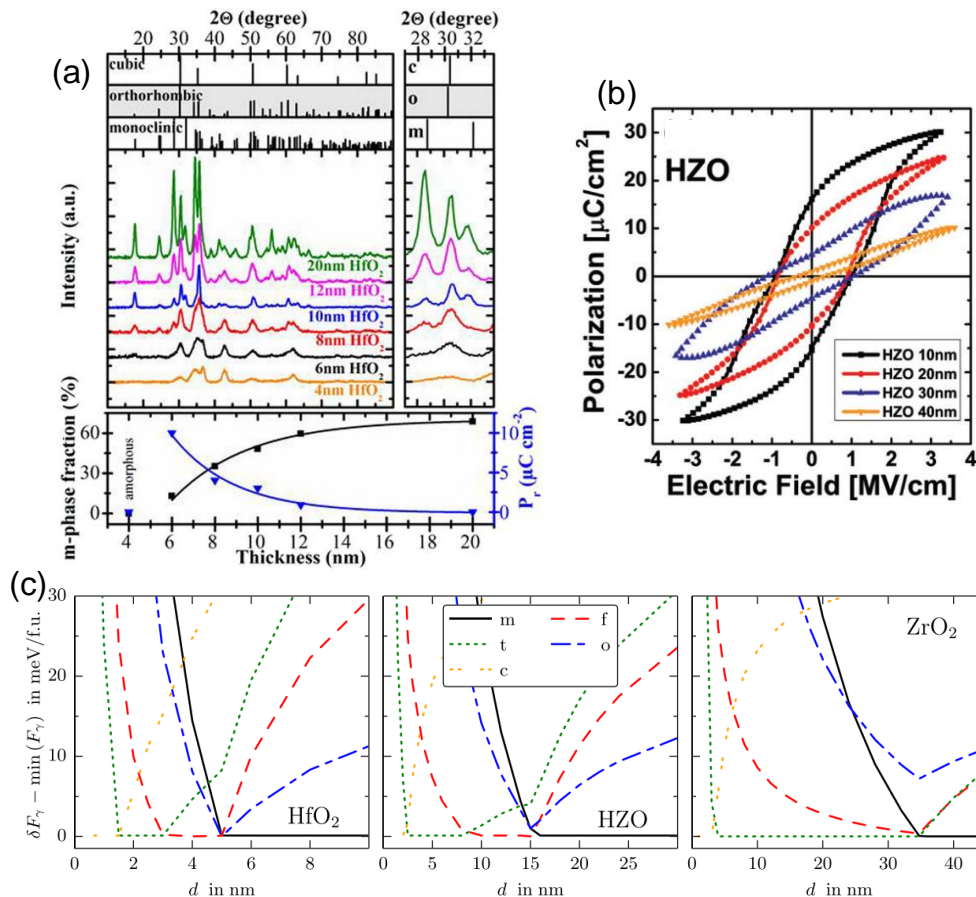 (a)
2Θ (degree)
20 30 40 50 60 70 80
cubic
orthorhombic
monoclinic
Intensity (a.u.)
20nm HfO2
12nm HfO2
10nm HfO2
8nm HfO2
6nm HfO2
4nm HfO2
2Θ (degree)
28 30 32
c
o
m
m-phase fraction (%)
60
30
0
amorphous
10
5
0
Pr (μC cm-2)
4 6 8 10 12 14 16 18 20
Thickness (nm)
(b)
HZO
Polarization [μC/cm2]
30
20
10
0
-10
-20
-30
HZO 10nm
HZO 20nm
HZO 30nm
HZO 40nm
-4 -3 -2 -1 0 1 2 3 4
Electric Field [MV/cm]
(c)
δFγ − min (Fγ) in meV/f.u.
30
20
10
0
HfO2
0 2 4 6 8
d in nm
m f
t o
c
HZO
0 5 10 15 20 25
d in nm
ZrO2
0 10 20 30 40
d in nm